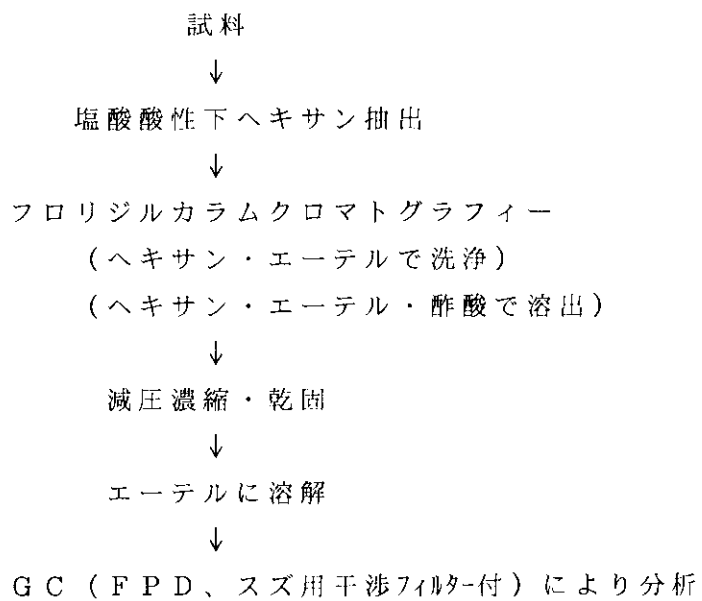 試料
↓
塩酸酸性下ヘキサン抽出
↓
フロリジルカラムクロマトグラフィー
(ヘキサン・エーテルで洗浄)
(ヘキサン・エーテル・酢酸で溶出)
↓
減圧濃縮・乾固
↓
エーテルに溶解
↓
GC(FPD、スズ用干渉フィルター付)により分析